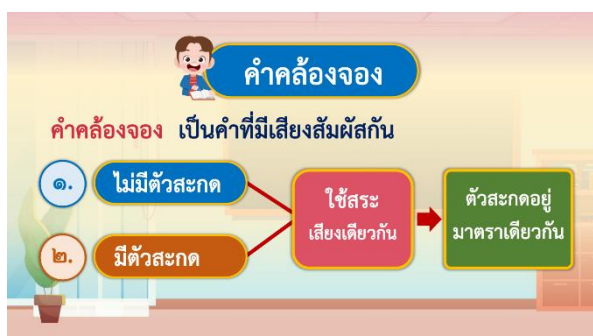 คำคล้องจอง
คำคล้องจอง เป็นคำที่มีเสียงสัมผัสกัน
๑. ไม่มีตัวสะกด
๒. มีตัวสะกด
ใช้สระ
เสียงเดียวกัน
ตัวสะกดอยู่
มาตราเดียวกัน